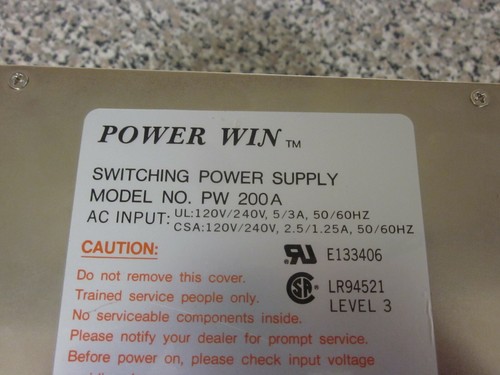 POWER WIN TM
SWITCHING POWER SUPPLY
MODEL NO. PW 200A
AC INPUT: UL:120V/240V, 5/3A, 50/60HZ
CSA:120V/240V, 2.5/1.25A, 50/60HZ
CAUTION:
Do not remove this cover.
Trained service people only.
No serviceable components inside.
Please notify your dealer for prompt service.
Before power on, please check input voltage
E133406
LR94521
LEVEL 3